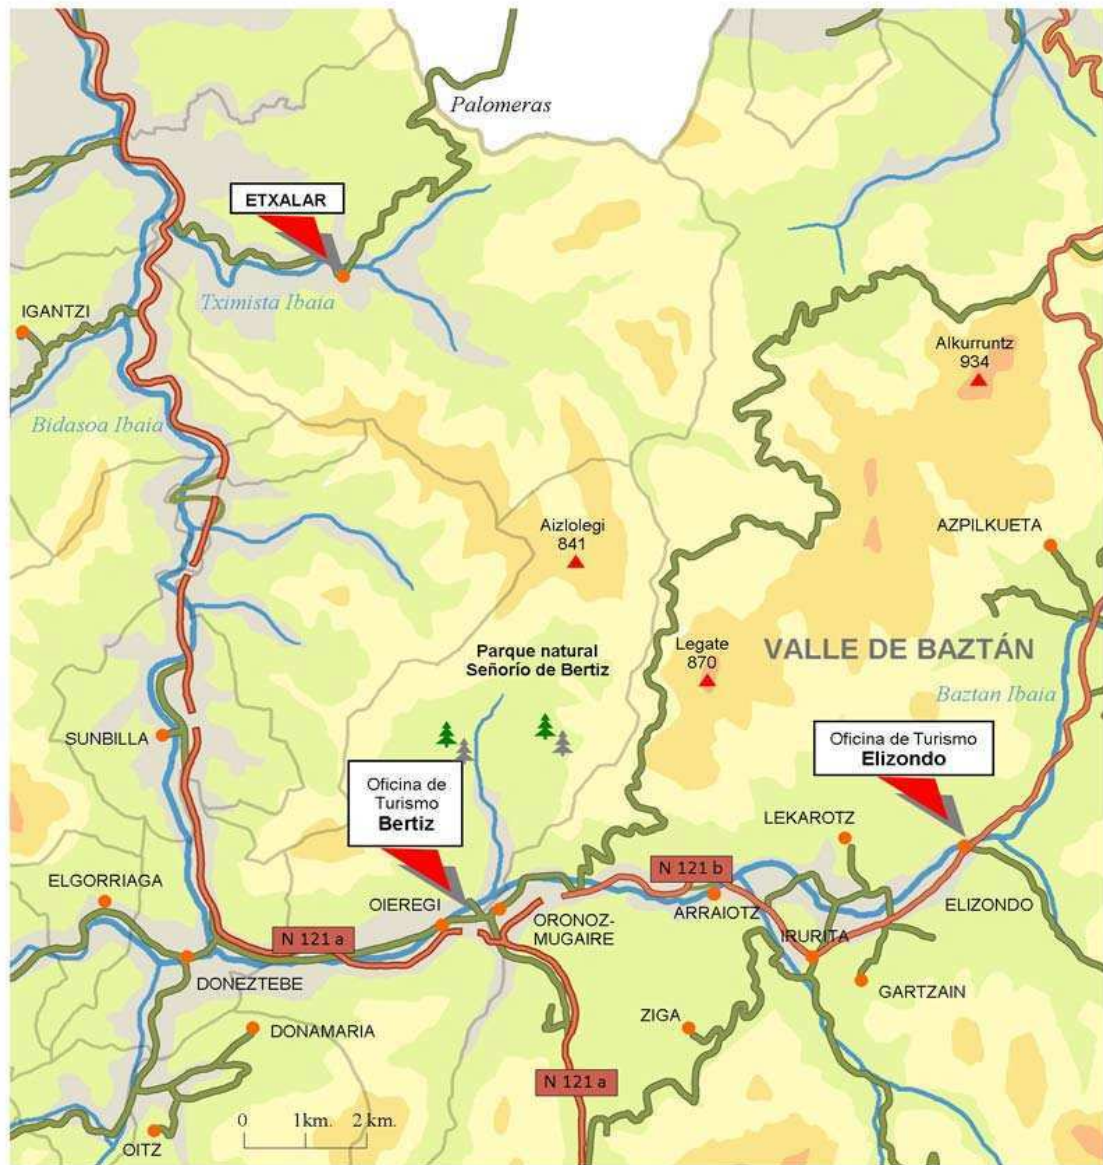 Palomeras
ETXALAR
Tximista Ibaia
IGANTZI
Alkurruntz
934
Bidasoa Ibaia
Aizlolegi
841
AZPILKUETA
Parque natural
Señorío de Bertiz
Legate
870
VALLE DE BAZTÁN
Baztan Ibaia
SUNBILLA
Oficina de Turismo
Elizondo
Oficina de
Turismo
Bertiz
LEKAROTZ
N 121 b
ELGORRIAGA
OIEREGI
ORONOZ-
MUGAIRE
ARRAIOTZ
ELIZONDO
N 121 a
IRURITA
DONEZTEBE
GARTZAIN
DONAMARIA
ZIGA
N 121 a
0 1km. 2 km.
OITZ